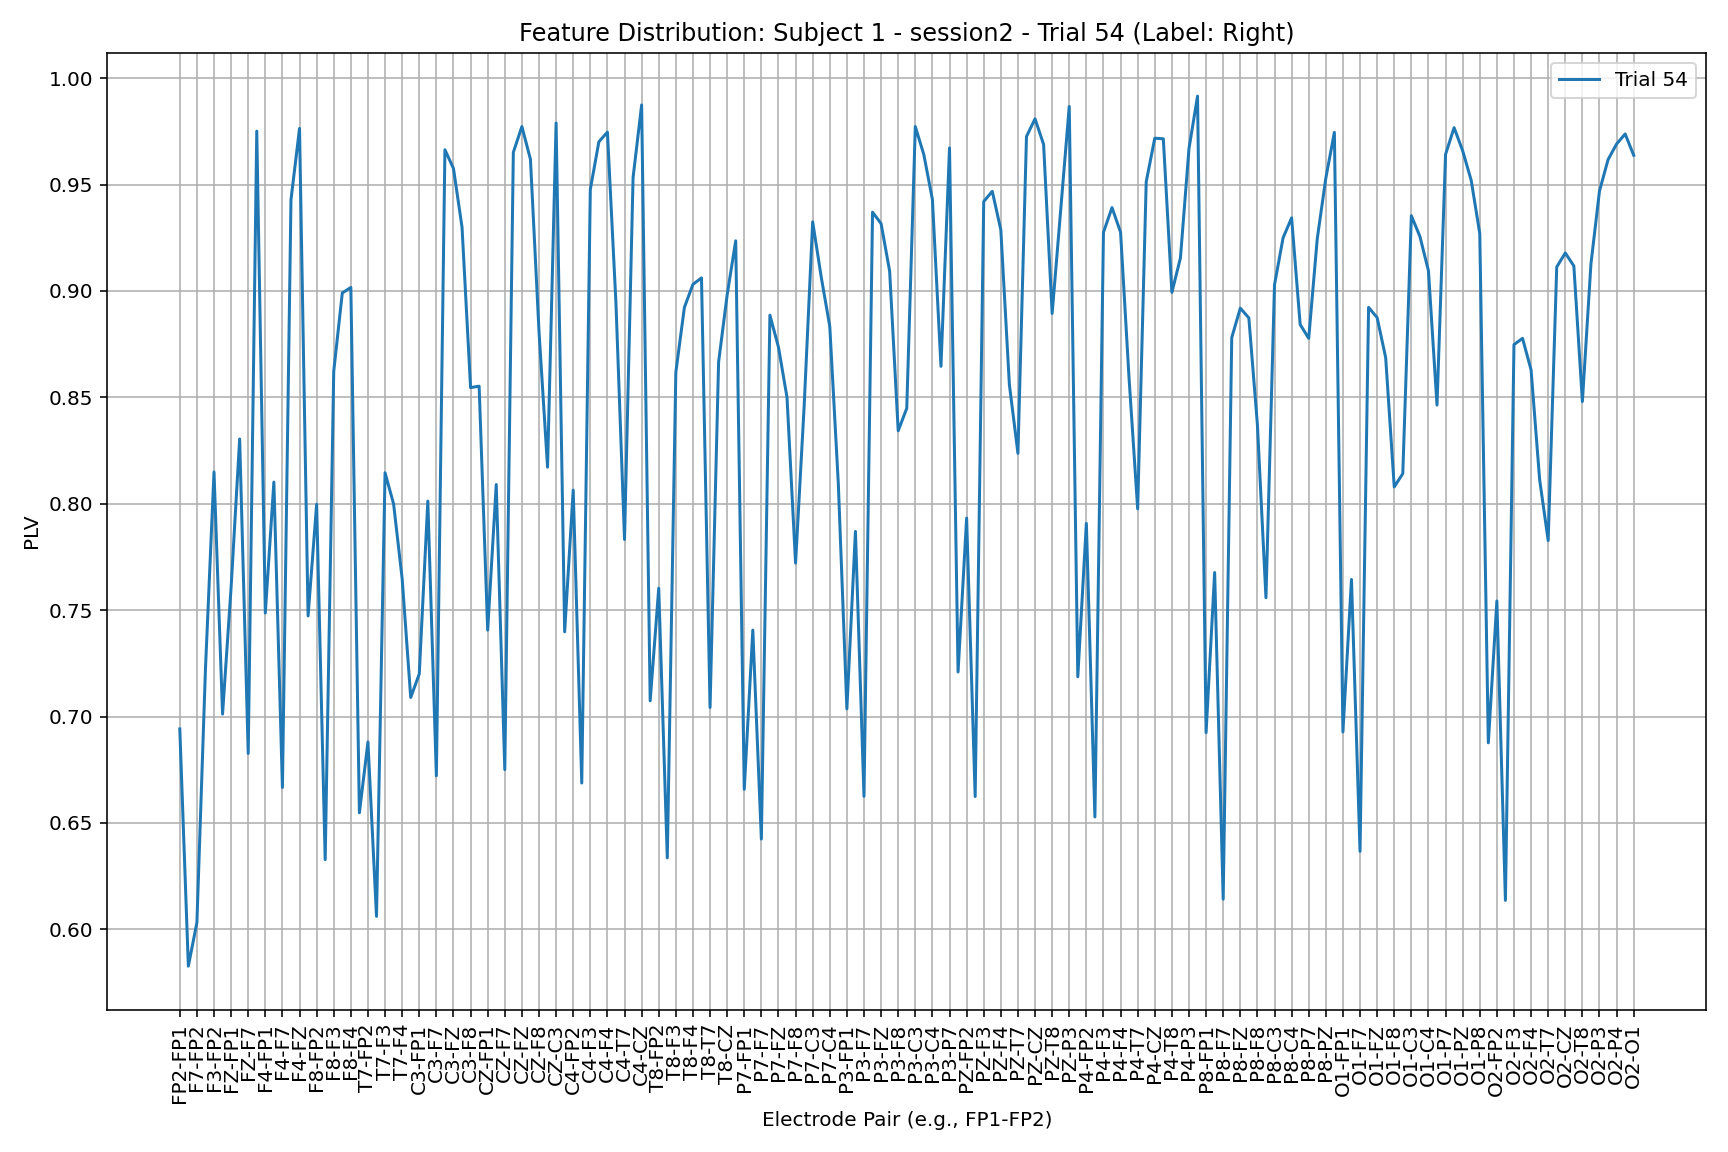 Feature Distribution: Subject 1 - session2 - Trial 54 (Label: Right)
Trial 54
1.00
0.95
0.90
0.85
0.80
0.75
0.70
0.65
0.60
PLV
FP2-FP1
F7-FP2
F3-FP2
FZ-FP1
FZ-F7
F4-FP1
F4-F7
F4-FZ
F8-FP2
F8-F3
F8-F4
T7-FP2
T7-F3
T7-F4
C3-FP1
C3-F7
C3-FZ
C3-F8
CZ-FP1
CZ-F7
CZ-FZ
CZ-F8
CZ-C3
C4-FP2
C4-F3
C4-F4
C4-T7
C4-CZ
T8-FP2
T8-F3
T8-F4
T8-T7
T8-CZ
P7-FP1
P7-F7
P7-FZ
P7-F8
P7-C3
P7-C4
P3-FP1
P3-F7
P3-FZ
P3-F8
P3-C3
P3-C4
P3-P7
PZ-FP2
PZ-F3
PZ-F4
PZ-T7
PZ-CZ
PZ-T8
PZ-P3
P4-FP2
P4-F3
P4-F4
P4-T7
P4-CZ
P4-T8
P4-P3
P8-FP1
P8-F7
P8-FZ
P8-F8
P8-C3
P8-C4
P8-P7
P8-PZ
O1-FP1
O1-F7
O1-FZ
O1-F8
O1-C3
O1-C4
O1-P7
O1-PZ
O1-P8
O2-FP2
O2-F3
O2-F4
O2-T7
O2-CZ
O2-T8
O2-P3
O2-P4
O2-O1
Electrode Pair (e.g., FP1-FP2)